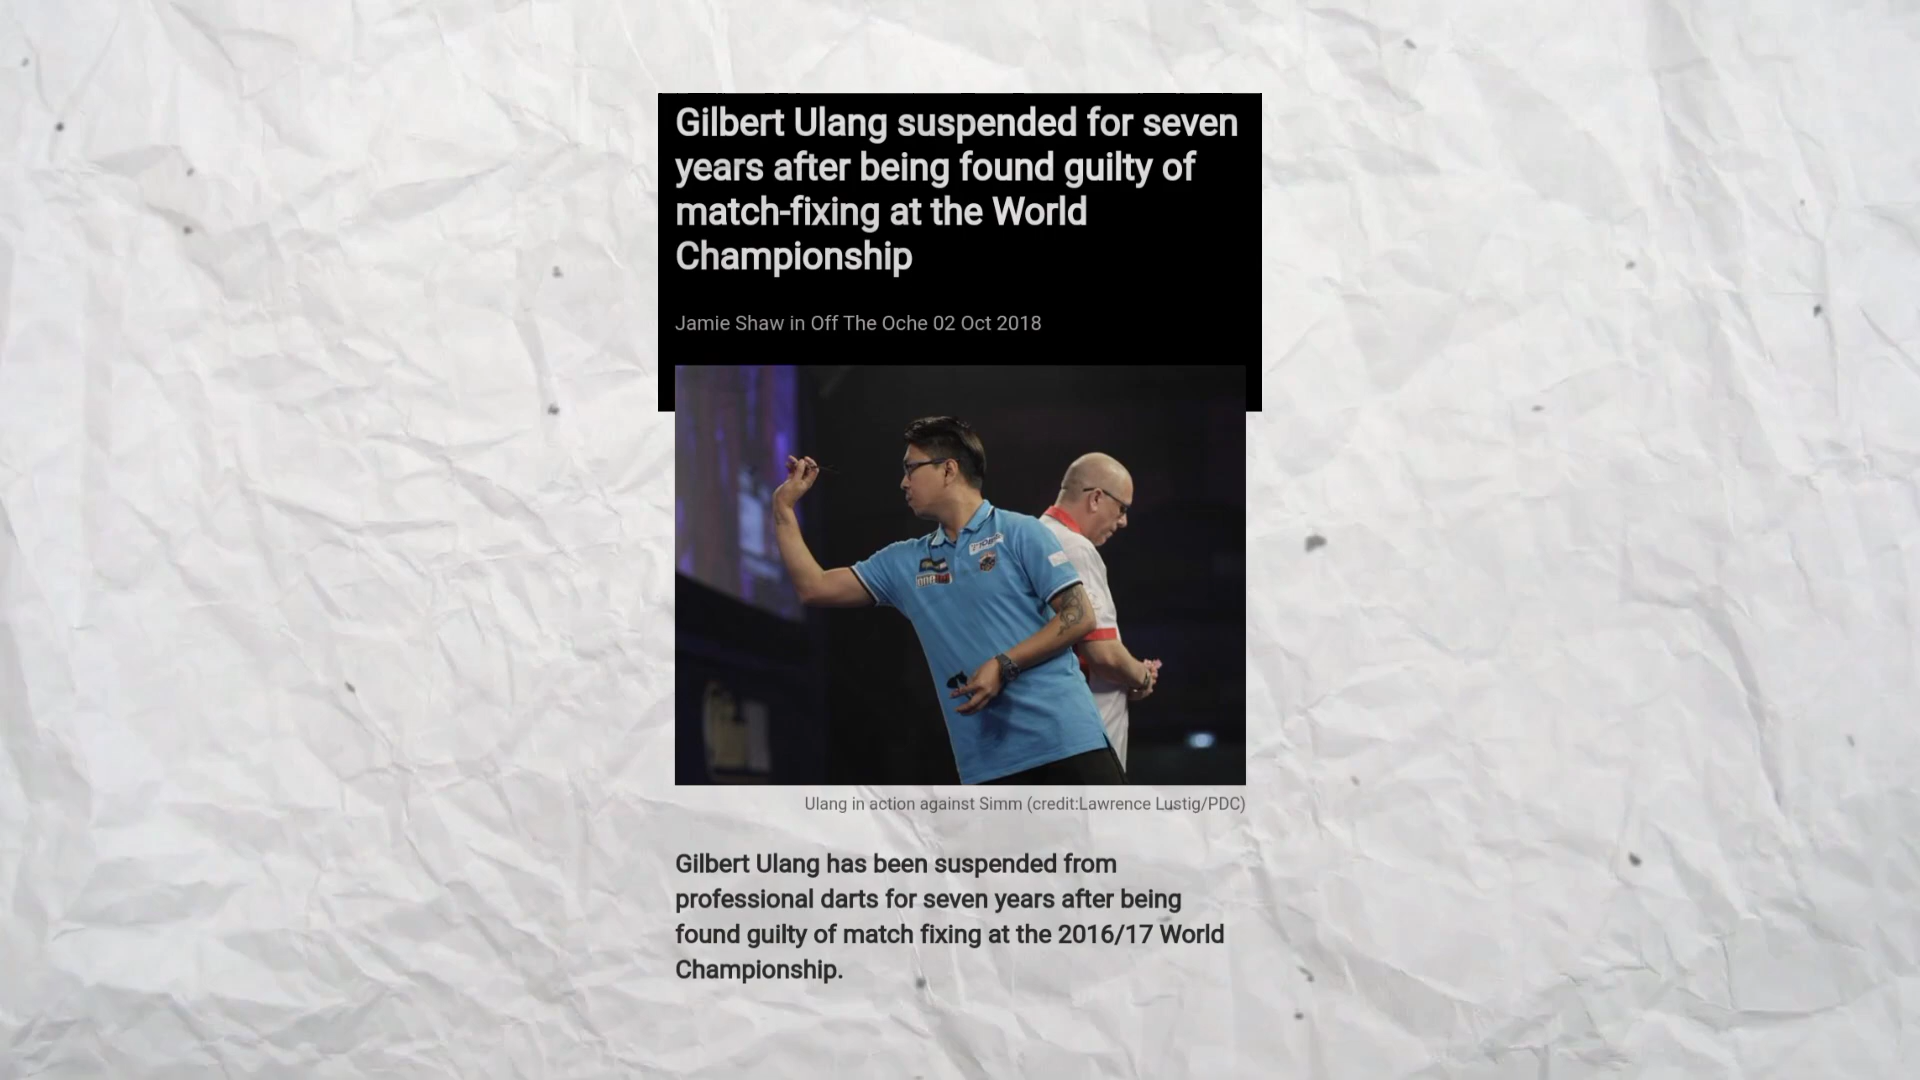 Gilbert Ulang suspended for seven
years after being found guilty of
match-fixing at the World
Championship
Jamie Shaw in Off The Oche 02 Oct 2018
Ulang in action against Simm (credit:Lawrence Lustig/PDC)
Gilbert Ulang has been suspended from
professional darts for seven years after being
found guilty of match fixing at the 2016/17 World
Championship.